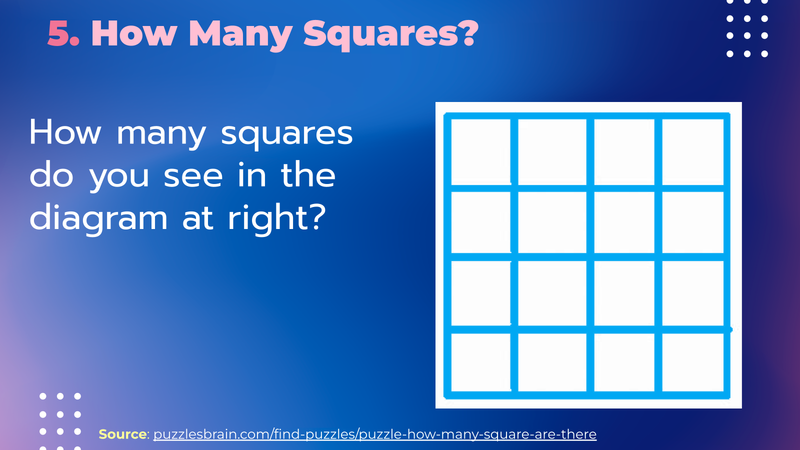 5. How Many Squares?
How many squares
do you see in the
diagram at right?
Source: puzzlesbrain.com/find-puzzles/puzzle-how-many-square-are-there